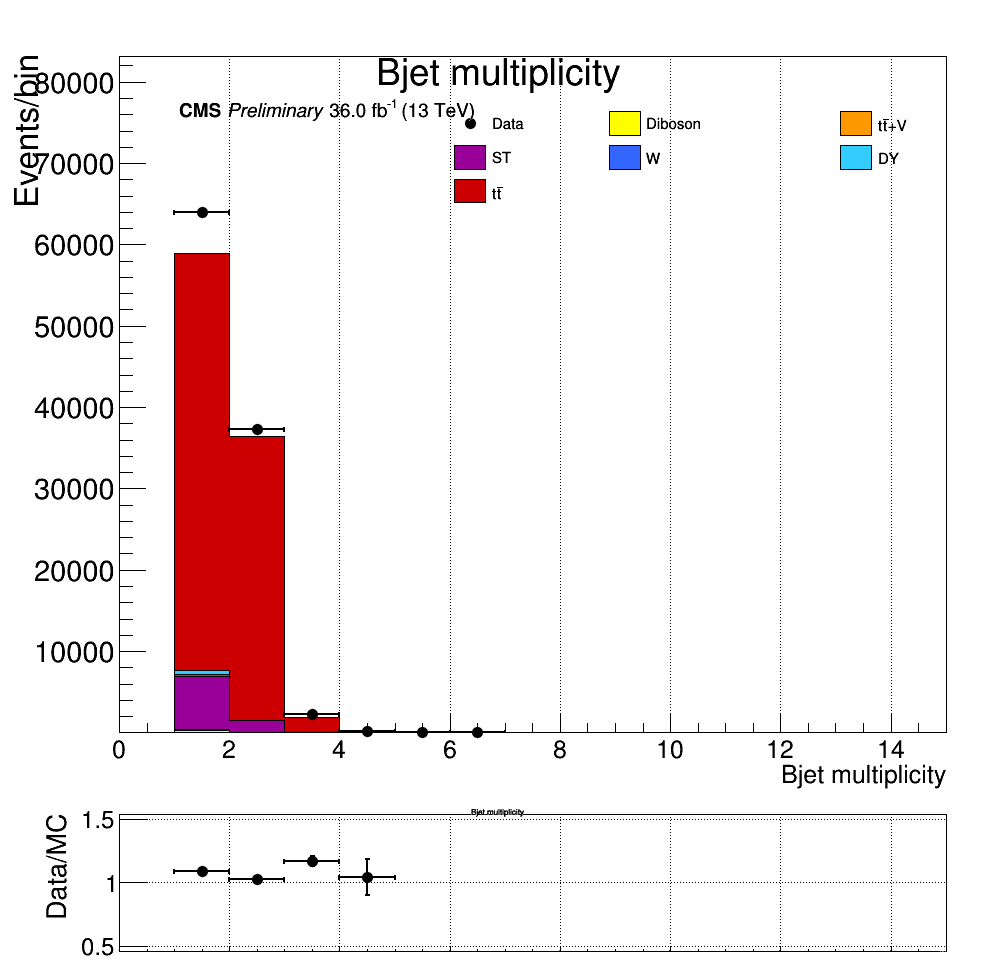 Bjet multiplicity
Events/bin
CMS Preliminary 36.0 fb⁻¹ (13 TeV)
Data
Diboson
tt̄+V
ST
W
DY
tt̄
80000
70000
60000
50000
40000
30000
20000
10000
0 2 4 6 8 10 12 14
Bjet multiplicity
Bjet multiplicity
Data/MC
1.5
1
0.5